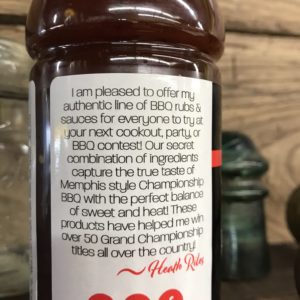 I am pleased to offer my
authentic line of BBQ rubs &
sauces for everyone to try at
your next cookout, party, or
BBQ contest! Our secret
combination of ingredients
capture the true taste of
Memphis style Championship
BBQ with the perfect balance
of sweet and heat! These
products have helped me win
over 50 Grand Championship
titles all over the country!
~Heath Riles